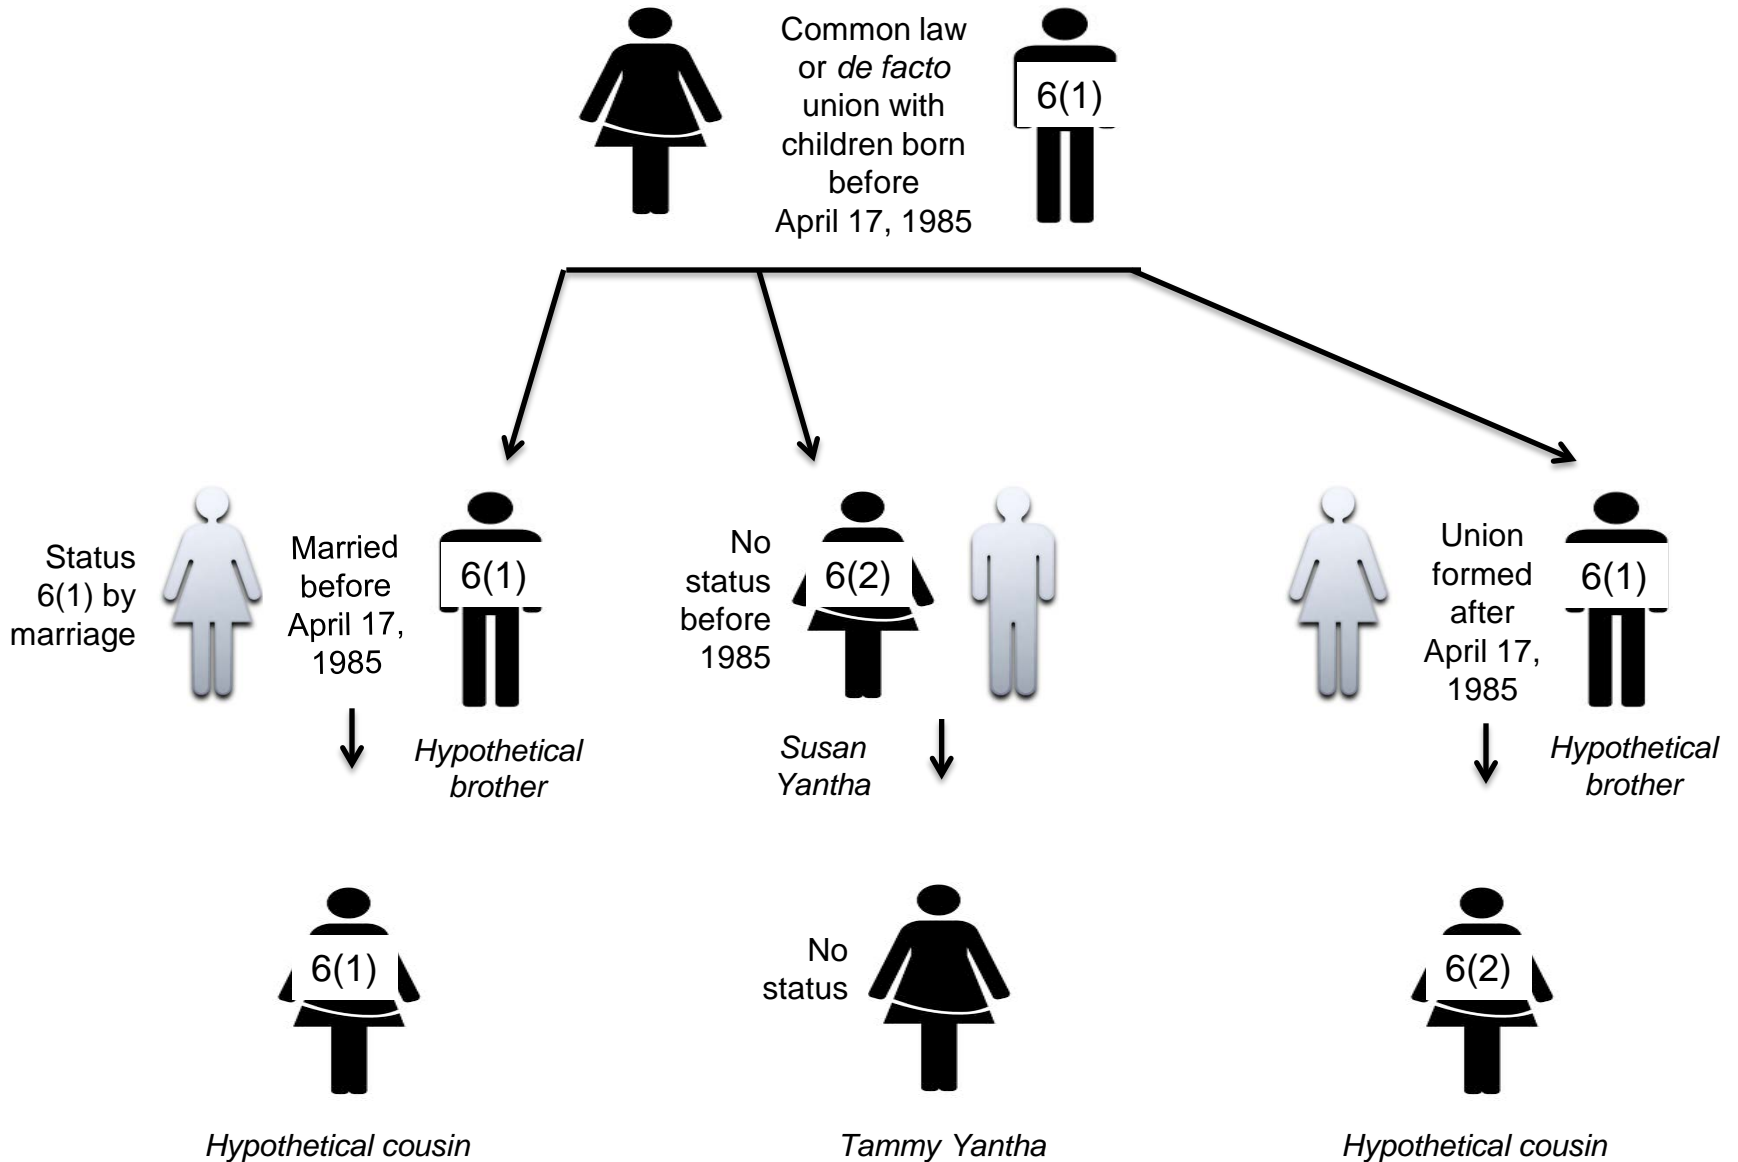 Common law
or de facto
union with
children born
before
April 17, 1985
6(1)
Status
6(1) by
marriage
Married
before
April 17,
1985
6(1)
Hypothetical
brother
No
status
before
1985
6(2)
Susan
Yantha
Union
formed
after
April 17,
1985
6(1)
Hypothetical
brother
6(1)
Hypothetical cousin
No
status
Tammy Yantha
6(2)
Hypothetical cousin